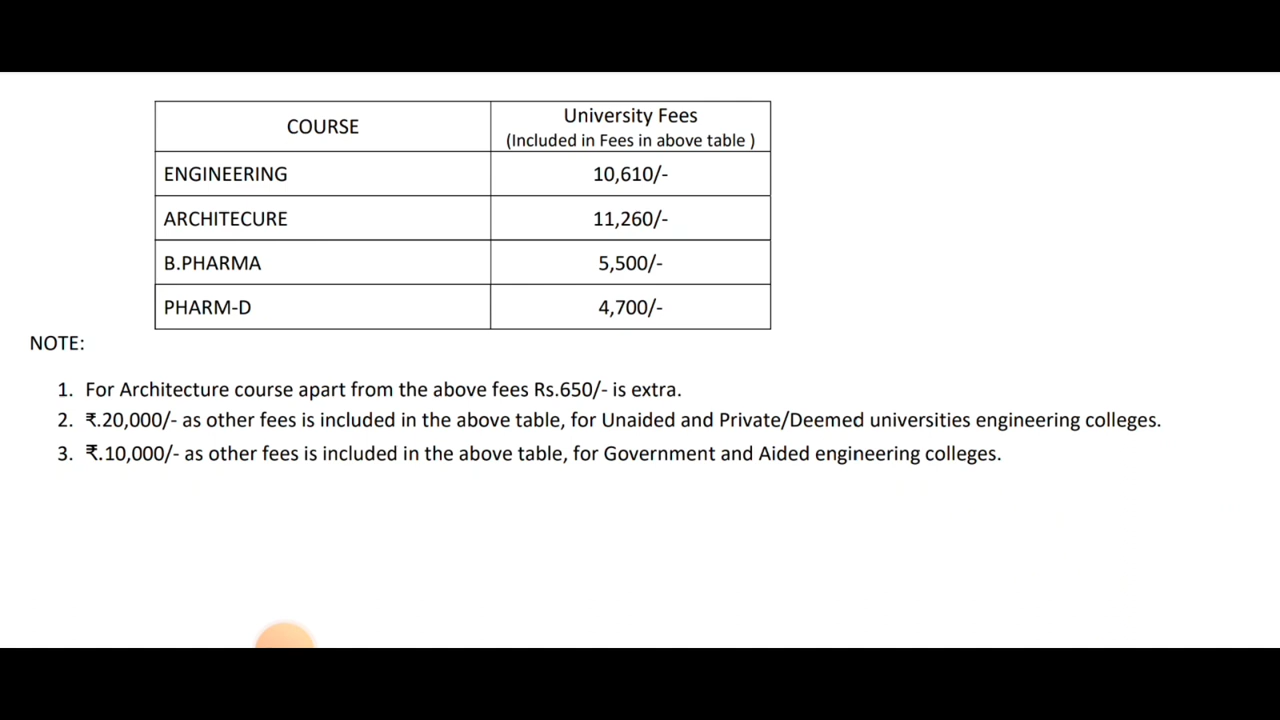 COURSE
University Fees
(Included in Fees in above table )
ENGINEERING
10,610/-
ARCHITECURE
11,260/-
B.PHARMA
5,500/-
PHARM-D
4,700/-
NOTE:
1. For Architecture course apart from the above fees Rs.650/- is extra.
2. ₹.20,000/- as other fees is included in the above table, for Unaided and Private/Deemed universities engineering colleges.
3. ₹.10,000/- as other fees is included in the above table, for Government and Aided engineering colleges.